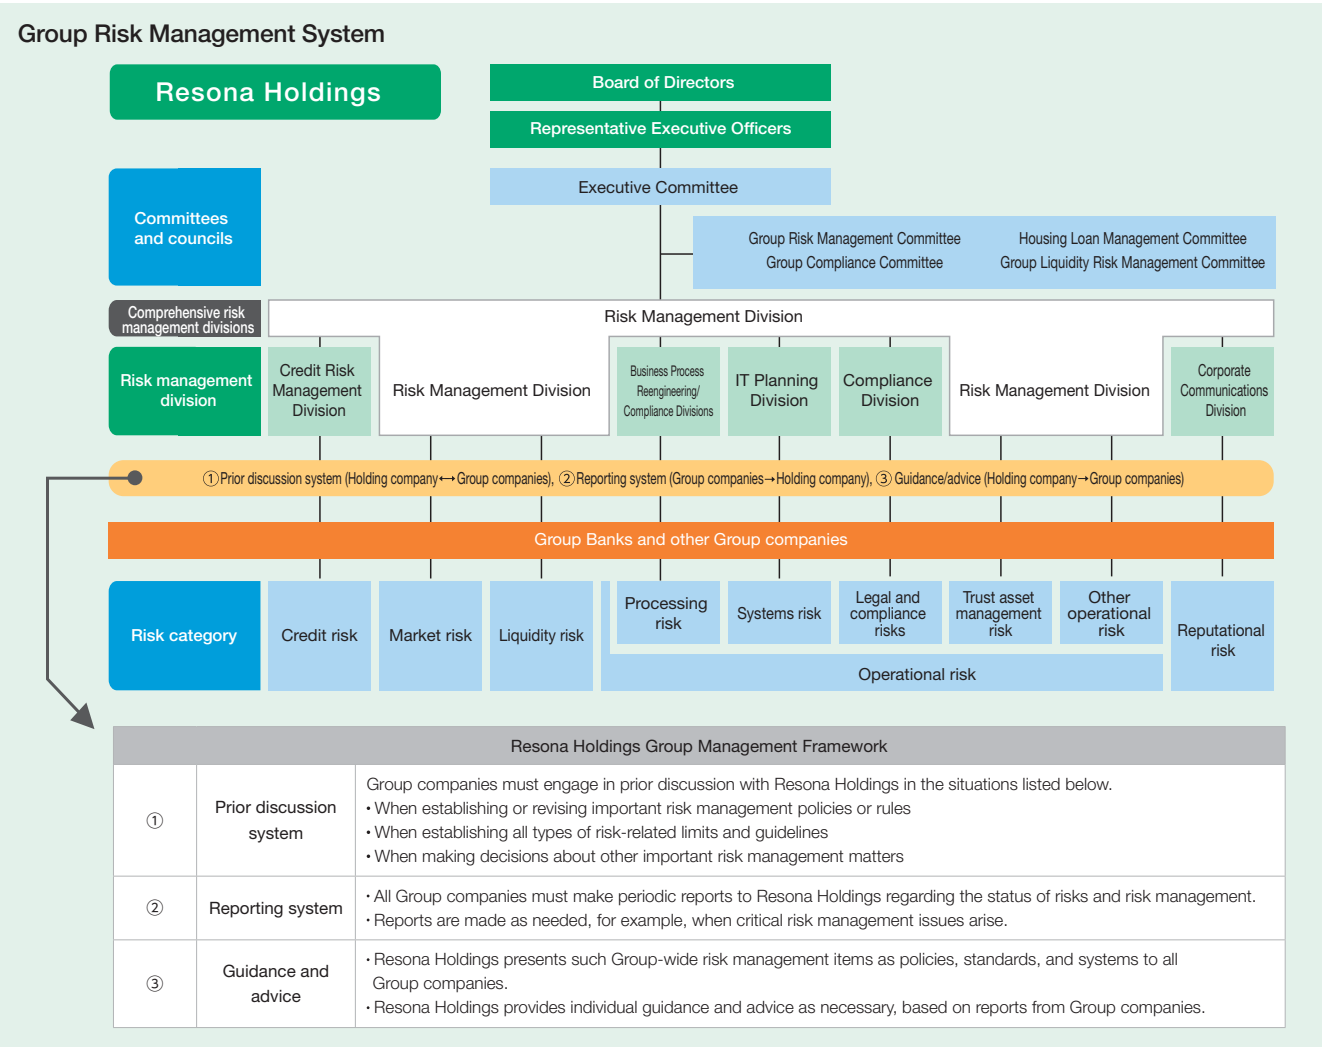 Group Risk Management System
Resona Holdings
Board of Directors
Representative Executive Officers
Committees
and councils
Executive Committee
Group Risk Management Committee
Housing Loan Management Committee
Group Compliance Committee
Group Liquidity Risk Management Committee
Comprehensive risk
management divisions
Risk Management Division
Risk management
division
Credit Risk
Management
Division
Risk Management Division
Business Process
Reengineering/
Compliance Divisions
IT Planning
Division
Compliance
Division
Risk Management Division
Corporate
Communications
Division
①Prior discussion system (Holding company↔Group companies), ②Reporting system (Group companies→Holding company), ③Guidance/advice (Holding company→Group companies)
Group Banks and other Group companies
Risk category
Credit risk
Market risk
Liquidity risk
Processing
risk
Systems risk
Legal and
compliance
risks
Trust asset
management
risk
Other
operational
risk
Operational risk
Reputational
risk
Resona Holdings Group Management Framework
①
Prior discussion
system
Group companies must engage in prior discussion with Resona Holdings in the situations listed below.
・When establishing or revising important risk management policies or rules
・When establishing all types of risk-related limits and guidelines
・When making decisions about other important risk management matters
②
Reporting system
・All Group companies must make periodic reports to Resona Holdings regarding the status of risks and risk management.
・Reports are made as needed, for example, when critical risk management issues arise.
③
Guidance and
advice
・Resona Holdings presents such Group-wide risk management items as policies, standards, and systems to all
Group companies.
・Resona Holdings provides individual guidance and advice as necessary, based on reports from Group companies.